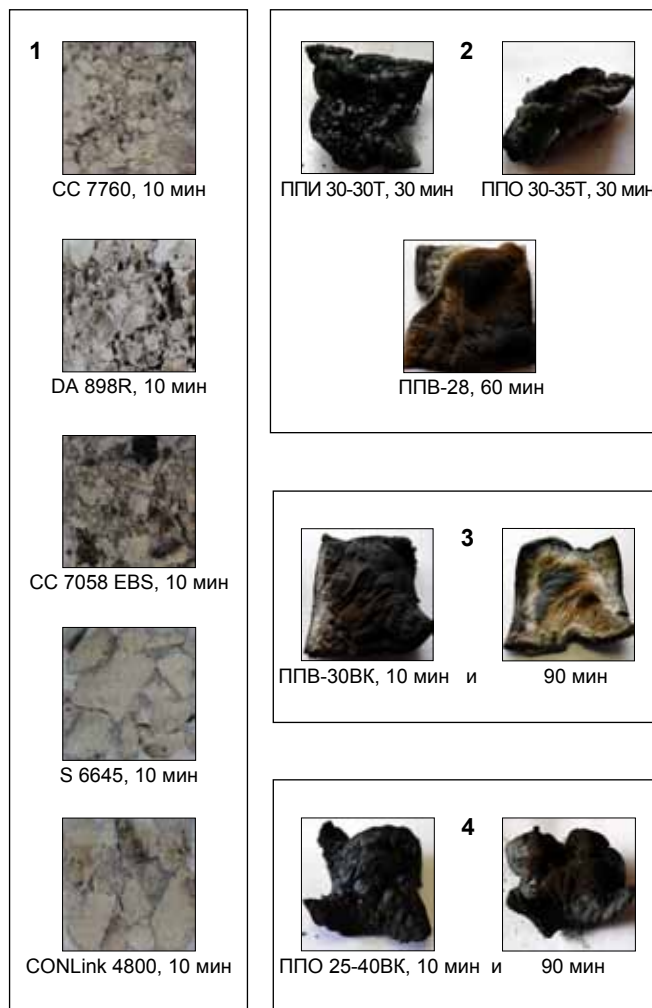 1
СС 7760, 10 мин
DA 898R, 10 мин
СС 7058 EBS, 10 мин
S 6645, 10 мин
CONLink 4800, 10 мин
2
ППИ 30-30Т, 30 мин ППО 30-35Т, 30 мин
ППВ-28, 60 мин
3
ППВ-30ВК, 10 мин и 90 мин
4
ППО 25-40ВК, 10 мин и 90 мин